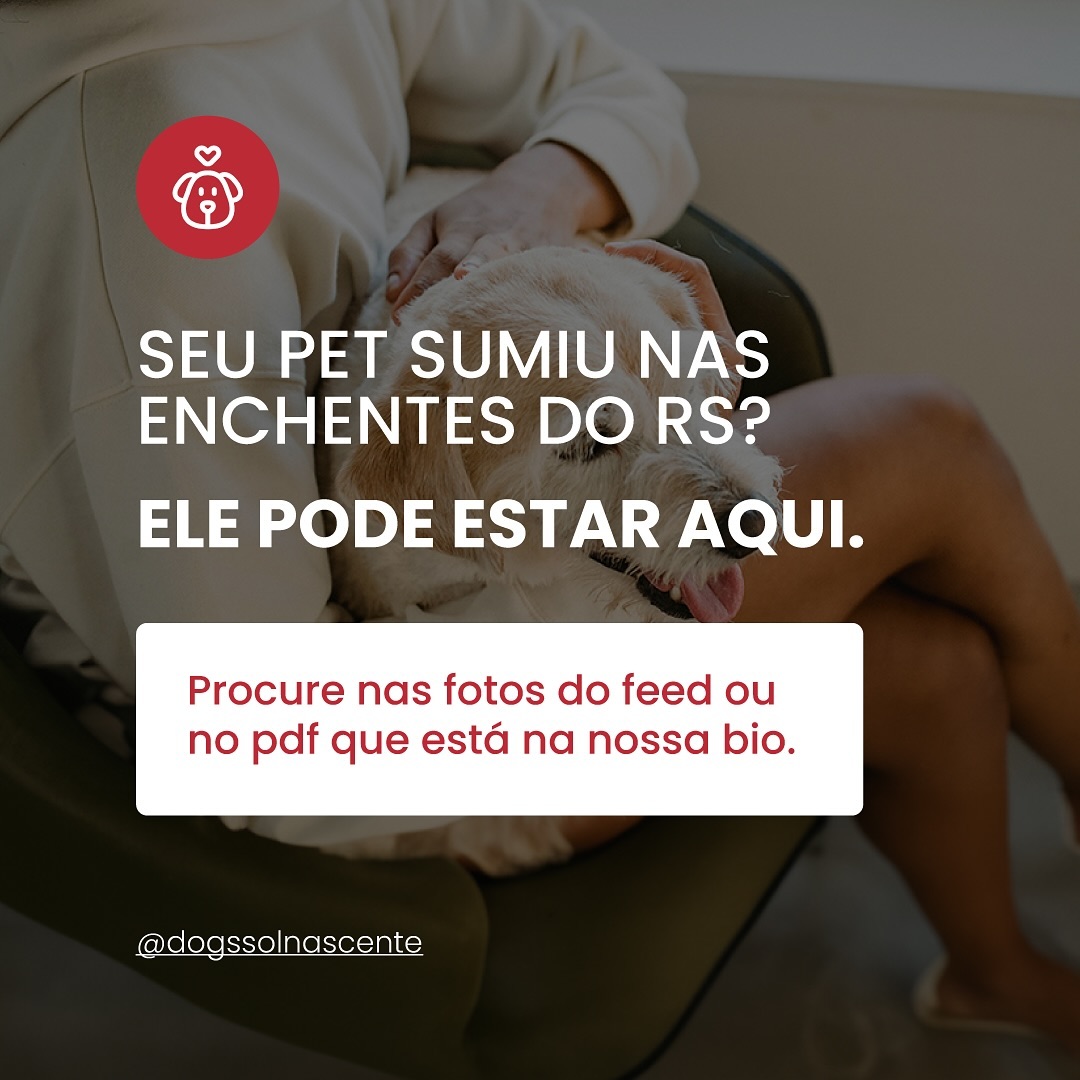 SEU PET SUMIU NAS
ENCHENTES DO RS?
ELE PODE ESTAR AQUI.
Procure nas fotos do feed ou
no pdf que está na nossa bio.
@dogssolnascente